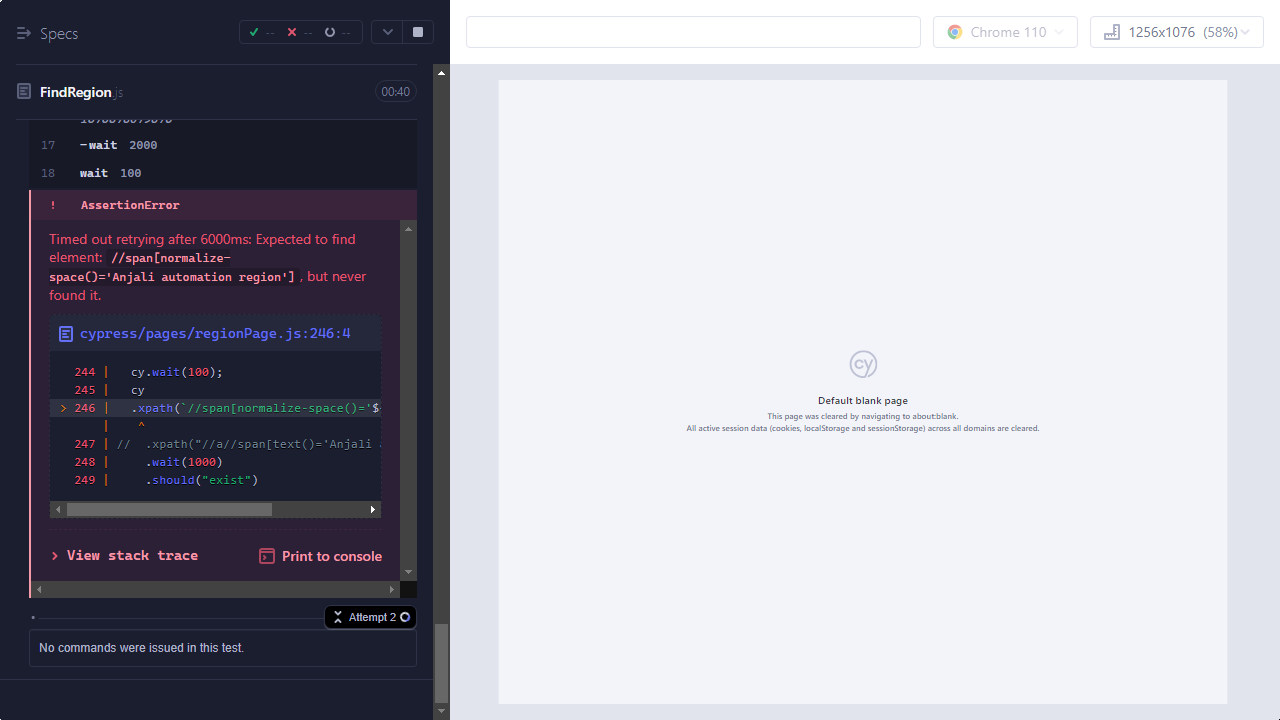 Specs
-- -- --
Chrome 110
1256x1076 (58%)
FindRegion.js
00:40
17 -wait 2000
18 wait 100
! AssertionError
Timed out retrying after 6000ms: Expected to find
element: //span[normalize-
space()='Anjali automation region'] , but never
found it.
cypress/pages/regionPage.js:246:4
244 | cy.wait(100);
245 | cy
> 246 | .xpath(`//span[normalize-space()='$
| ^
247 | // .xpath("//a//span[text()='Anjali
248 | .wait(1000)
249 | .should("exist")
> View stack trace
Print to console
Attempt 2
No commands were issued in this test.
cy
Default blank page
This page was cleared by navigating to about:blank.
All active session data (cookies, localStorage and sessionStorage) across all domains are cleared.